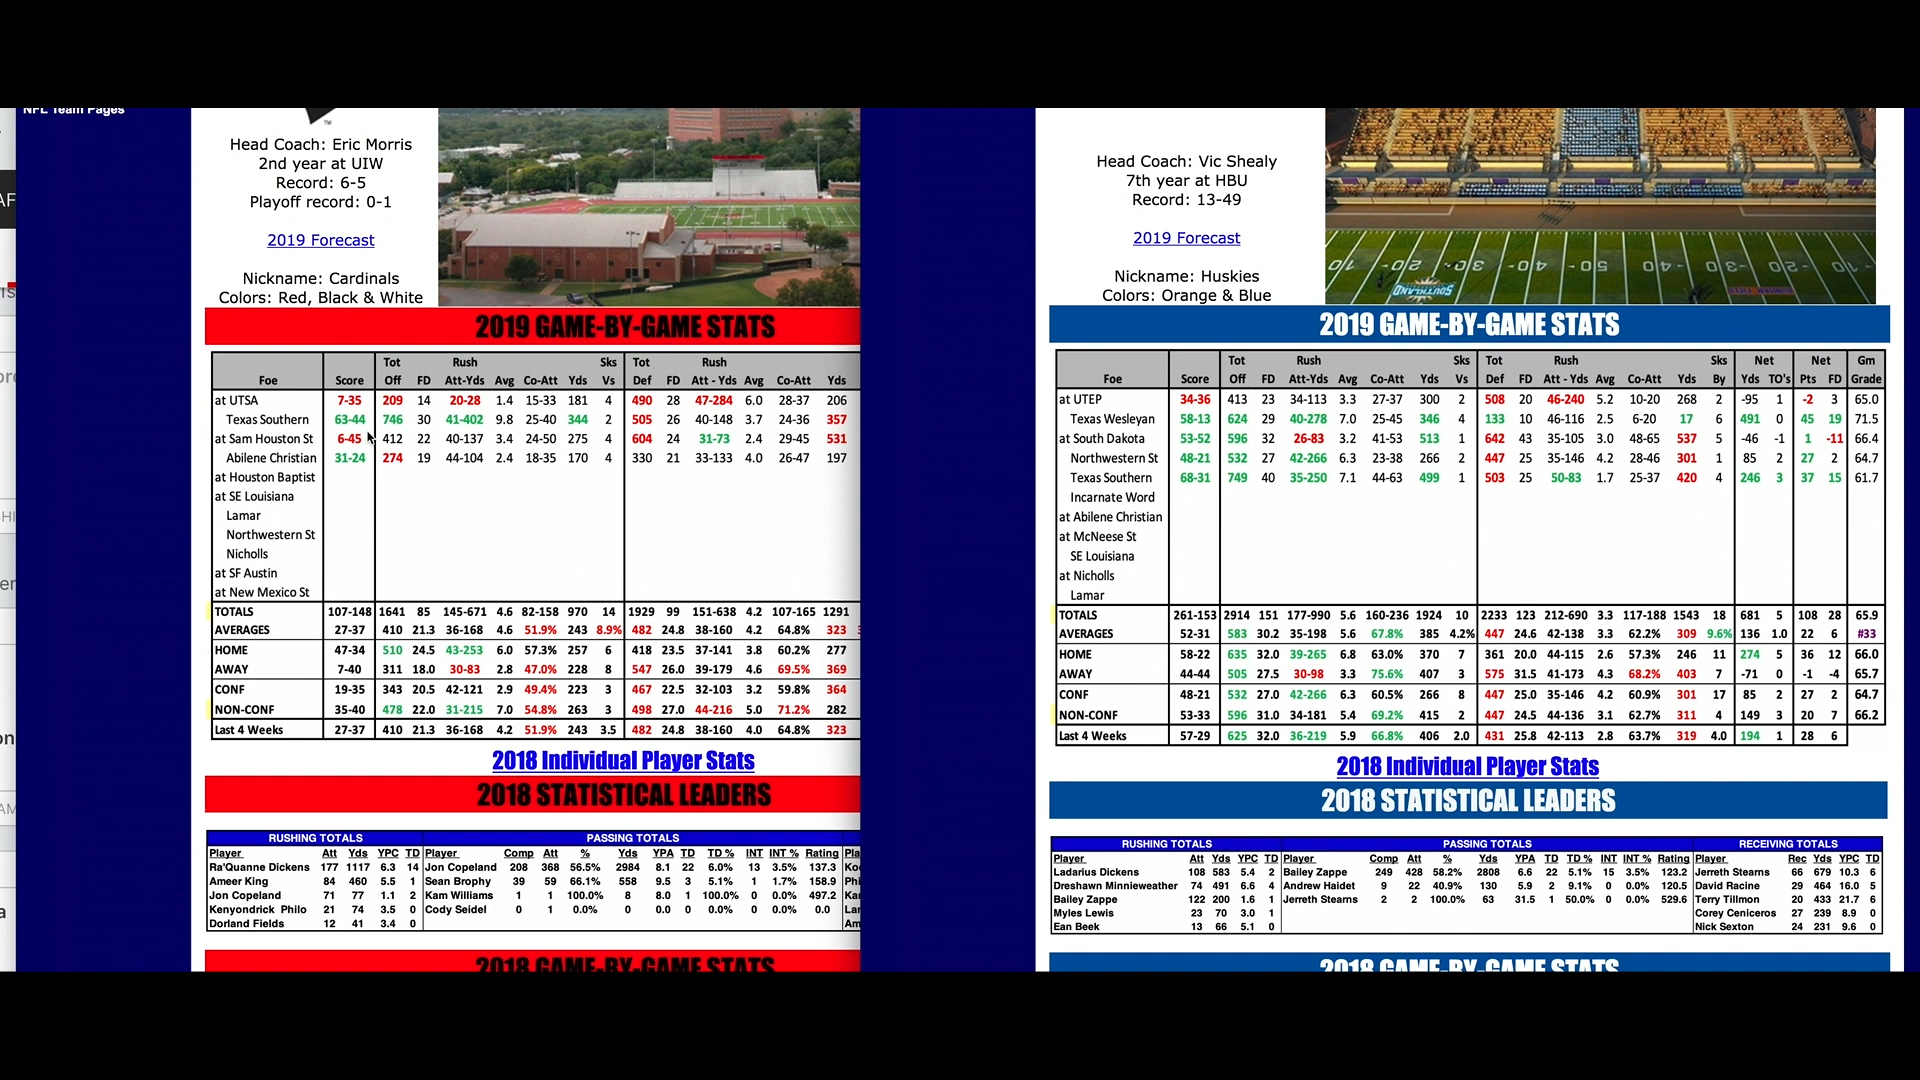 NFL Team Pages
TM
Head Coach: Eric Morris
2nd year at UIW
Record: 6-5
Playoff record: 0-1
2019 Forecast
Nickname: Cardinals
Colors: Red, Black & White
2019 GAME-BY-GAME STATS
Tot Rush Sks Tot Rush
Foe Score Off FD Att-Yds Avg Co-Att Yds Vs Def FD Att - Yds Avg Co-Att Yds
at UTSA 7-35 209 14 20-28 1.4 15-33 181 4 490 28 47-284 6.0 28-37 206
Texas Southern 63-44 746 30 41-402 9.8 25-40 344 2 505 26 40-148 3.7 24-36 357
at Sam Houston St 6-45 412 22 40-137 3.4 24-50 275 4 604 24 31-73 2.4 29-45 531
Abilene Christian 31-24 274 19 44-104 2.4 18-35 170 4 330 21 33-133 4.0 26-47 197
at Houston Baptist
at SE Louisiana
Lamar
Northwestern St
Nicholls
at SF Austin
at New Mexico St
TOTALS 107-148 1641 85 145-671 4.6 82-158 970 14 1929 99 151-638 4.2 107-165 1291
AVERAGES 27-37 410 21.3 36-168 4.6 51.9% 243 8.9% 482 24.8 38-160 4.2 64.8% 323
HOME 47-34 510 24.5 43-253 6.0 57.3% 257 6 418 23.5 37-141 3.8 60.2% 277
AWAY 7-40 311 18.0 30-83 2.8 47.0% 228 8 547 26.0 39-179 4.6 69.5% 369
CONF 19-35 343 20.5 42-121 2.9 49.4% 223 3 467 22.5 32-103 3.2 59.8% 364
NON-CONF 35-40 478 22.0 31-215 7.0 54.8% 263 3 498 27.0 44-216 5.0 71.2% 282
Last 4 Weeks 27-37 410 21.3 36-168 4.2 51.9% 243 3.5 482 24.8 38-160 4.0 64.8% 323
2018 Individual Player Stats
2018 STATISTICAL LEADERS
RUSHING TOTALS PASSING TOTALS
Player Att Yds YPC TD Player Comp Att % Yds YPA TD TD % INT INT % Rating Pla
Ra'Quanne Dickens 177 1117 6.3 14 Jon Copeland 208 368 56.5% 2984 8.1 22 6.0% 13 3.5% 137.3 Ko
Ameer King 84 460 5.5 1 Sean Brophy 39 59 66.1% 558 9.5 3 5.1% 1 1.7% 158.9 Phi
Jon Copeland 71 77 1.1 2 Kam Williams 1 1 100.0% 8 8.0 1 100.0% 0 0.0% 497.2 Ka
Kenyondrick Philo 21 74 3.5 0 Cody Seidel 0 1 0.0% 0 0.0 0 0.0% 0 0.0% 0.0 Lar
Dorland Fields 12 41 3.4 0 Am
2018 GAME-BY-GAME STATS
Head Coach: Vic Shealy
7th year at HBU
Record: 13-49
2019 Forecast
Nickname: Huskies
Colors: Orange & Blue
SOUTHLAND
2019 GAME-BY-GAME STATS
Tot Rush Sks Tot Rush Sks Net Net Gm
Foe Score Off FD Att-Yds Avg Co-Att Yds Vs Def FD Att - Yds Avg Co-Att Yds By Yds TO's Pts FD Grade
at UTEP 34-36 413 23 34-113 3.3 27-37 300 2 508 20 46-240 5.2 10-20 268 2 -95 1 -2 3 65.0
Texas Wesleyan 58-13 624 29 40-278 7.0 25-45 346 4 133 10 46-116 2.5 6-20 17 6 491 0 45 19 71.5
at South Dakota 53-52 596 32 26-83 3.2 41-53 513 1 642 43 35-105 3.0 48-65 537 5 -46 -1 1 -11 66.4
Northwestern St 48-21 532 27 42-266 6.3 23-38 266 2 447 25 35-146 4.2 28-46 301 1 85 2 27 2 64.7
Texas Southern 68-31 749 40 35-250 7.1 44-63 499 1 503 25 50-83 1.7 25-37 420 4 246 3 37 15 61.7
Incarnate Word
at Abilene Christian
at McNeese St
SE Louisiana
at Nicholls
Lamar
TOTALS 261-153 2914 151 177-990 5.6 160-236 1924 10 2233 123 212-690 3.3 117-188 1543 18 681 5 108 28 65.9
AVERAGES 52-31 583 30.2 35-198 5.6 67.8% 385 4.2% 447 24.6 42-138 3.3 62.2% 309 9.6% 136 1.0 22 6 #33
HOME 58-22 635 32.0 39-265 6.8 63.0% 370 7 361 20.0 44-115 2.6 57.3% 246 11 274 5 36 12 66.0
AWAY 44-44 505 27.5 30-98 3.3 75.6% 407 3 575 31.5 41-173 4.3 68.2% 403 7 -71 0 -1 -4 65.7
CONF 48-21 532 27.0 42-266 6.3 60.5% 266 8 447 25.0 35-146 4.2 60.9% 301 17 85 2 27 2 64.7
NON-CONF 53-33 596 31.0 34-181 5.4 69.2% 415 2 447 24.5 44-136 3.1 62.7% 311 4 149 3 20 7 66.2
Last 4 Weeks 57-29 625 32.0 36-219 5.9 66.8% 406 2.0 431 25.8 42-113 2.8 63.7% 319 4.0 194 1 28 6
2018 Individual Player Stats
2018 STATISTICAL LEADERS
RUSHING TOTALS PASSING TOTALS RECEIVING TOTALS
Player Att Yds YPC TD Player Comp Att % Yds YPA TD TD % INT INT % Rating Player Rec Yds YPC TD
Ladarius Dickens 108 583 5.4 2 Bailey Zappe 249 428 58.2% 2808 6.6 22 5.1% 15 3.5% 123.2 Jerreth Stearns 66 679 10.3 6
Dreshawn Minnieweather 74 491 6.6 4 Andrew Haidet 9 22 40.9% 130 5.9 2 9.1% 0 0.0% 120.5 David Racine 29 464 16.0 5
Bailey Zappe 122 200 1.6 1 Jerreth Stearns 2 2 100.0% 63 31.5 1 50.0% 0 0.0% 529.6 Terry Tillmon 20 433 21.7 6
Myles Lewis 23 70 3.0 1 Corey Ceniceros 27 239 8.9 0
Ean Beek 13 66 5.1 0 Nick Sexton 24 231 9.6 0
2018 GAME-BY-GAME STATS